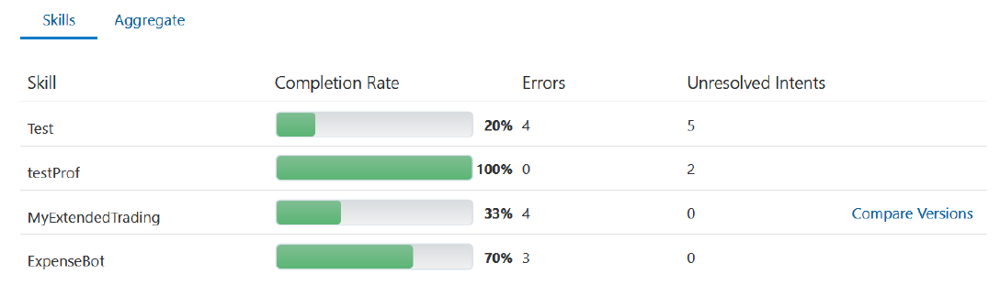 Skills Aggregate
Skill Completion Rate Errors Unresolved Intents
Test 20% 4 5
testProf 100% 0 2
MyExtendedTrading 33% 4 0 Compare Versions
ExpenseBot 70% 3 0